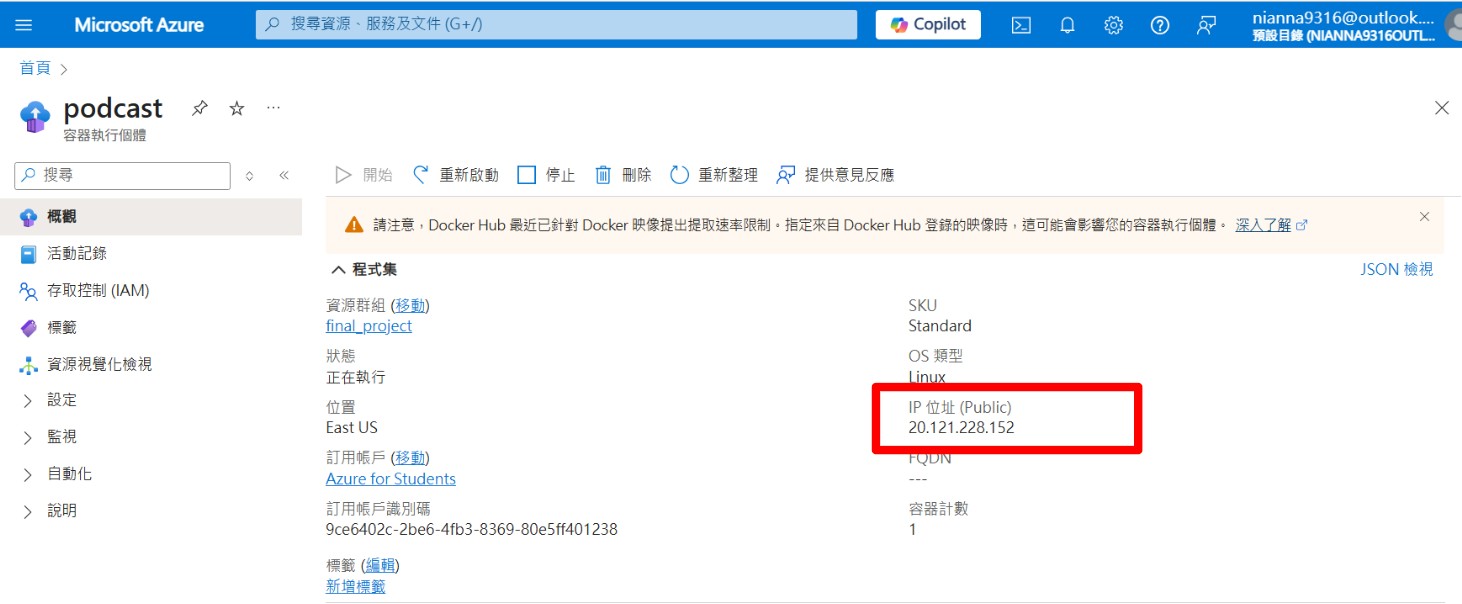 Microsoft Azure
搜尋資源、服務及文件 (G+/)
Copilot
nianna9316@outlook....
預設目錄 (NIANNA9316OUTL...
首頁
podcast
容器執行個體
搜尋
開始
重新啟動
停止
刪除
重新整理
提供意見反應
概觀
活動記錄
存取控制 (IAM)
標籤
資源視覺化檢視
設定
監視
自動化
說明
請注意，Docker Hub 最近已針對 Docker 映像提出提取速率限制。指定來自 Docker Hub 登錄的映像時，這可能會影響您的容器執行個體。 深入了解
程式集
JSON 檢視
資源群組 (移動)
final_project
狀態
正在執行
位置
East US
訂用帳戶 (移動)
Azure for Students
訂用帳戶識別碼
9ce6402c-2be6-4fb3-8369-80e5ff401238
標籤 (編輯)
新增標籤
SKU
Standard
OS 類型
Linux
IP 位址 (Public)
20.121.228.152
FQDN
---
容器計數
1